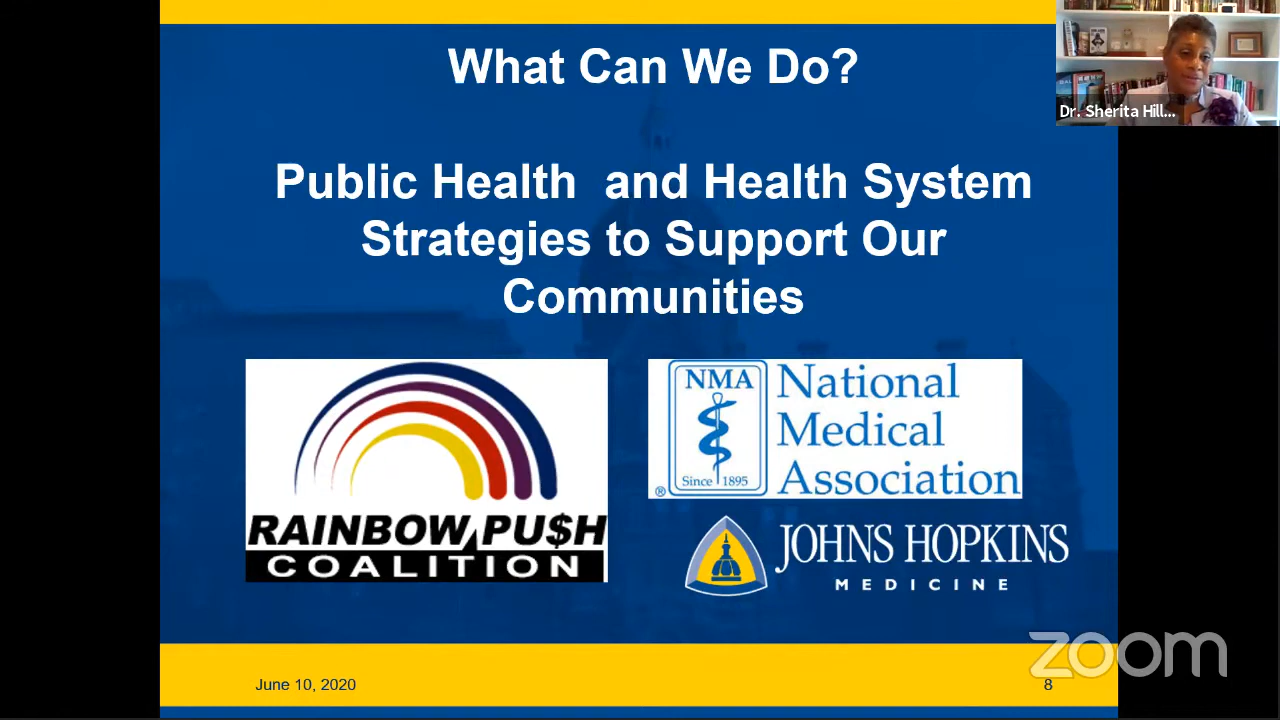 What Can We Do?
Dr. Sherita Hill...
Public Health and Health System
Strategies to Support Our
Communities
RAINBOW PU$H
COALITION
NMA
Since 1895
®
National
Medical
Association
JOHNS HOPKINS
MEDICINE
zoom
June 10, 2020
8